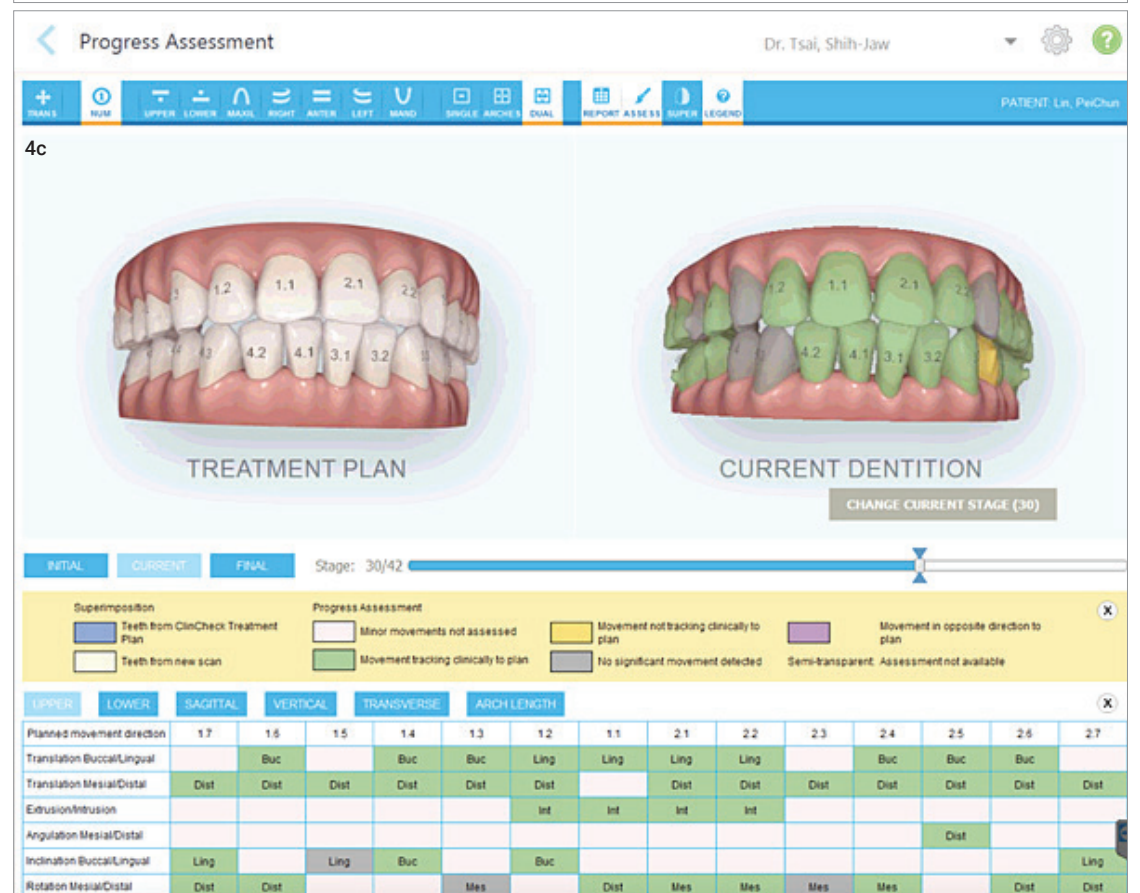 Progress Assessment
Dr. Tsai, Shih-Jaw
?
TRANS NUM UPPER LOWER MAXIL RIGHT ANTER LEFT MAND SINGLE ARCHES DUAL REPORT ASSESS SUPER LEGEND PATIENT: Lin, PeiChun
4c
1.2 1.1 2.1 2.2
4.3 4.2 4.1 3.1 3.2
1.2 1.1 2.1 2.2
4.2 4.1 3.1 3.2
TREATMENT PLAN
CURRENT DENTITION
CHANGE CURRENT STAGE (30)
INITIAL CURRENT FINAL Stage: 30/42
Superimposition
Teeth from ClinCheck Treatment
Plan
Teeth from new scan
Progress Assessment
Minor movements not assessed
Movement tracking clinically to plan
Movement not tracking clinically to
plan
No significant movement detected
Movement in opposite direction to
plan
Semi-transparent: Assessment not available
X
UPPER LOWER SAGITTAL VERTICAL TRANSVERSE ARCH LENGTH X
Planned movement direction 1.7 1.6 1.5 1.4 1.3 1.2 1.1 2.1 2.2 2.3 2.4 2.5 2.6 2.7
Translation Buccal/Lingual Buc Buc Buc Ling Ling Ling Ling Buc Buc Buc
Translation Mesial/Distal Dist Dist Dist Dist Dist Dist Dist Dist Dist Dist Dist Dist Dist
Extrusion/Intrusion Int Int Int Int
Angulation Mesial/Distal Dist
Inclination Buccal/Lingual Ling Ling Buc Buc Ling
Rotation Mesial/Distal Dist Dist Mes Dist Mes Mes Mes Mes Dist Dist